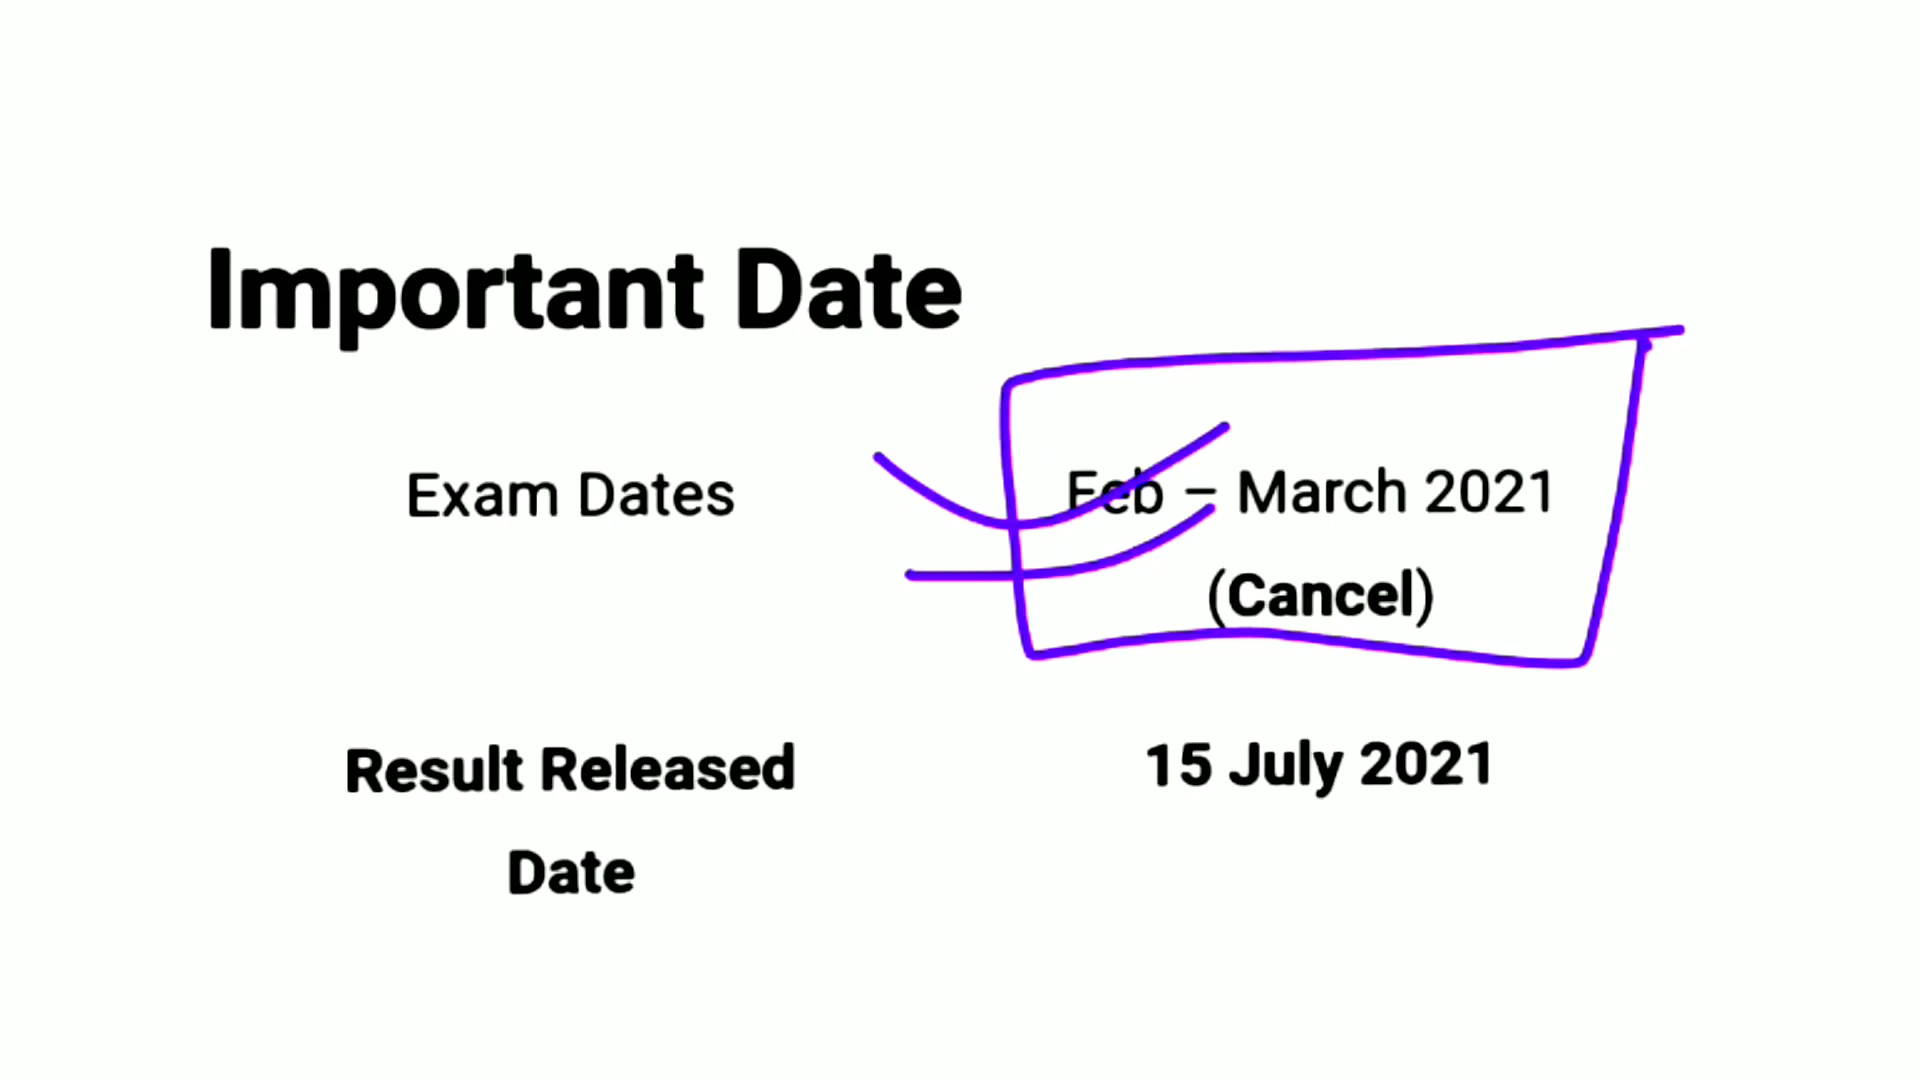 Important Date
Exam Dates
Feb – March 2021
(Cancel)
Result Released
Date
15 July 2021